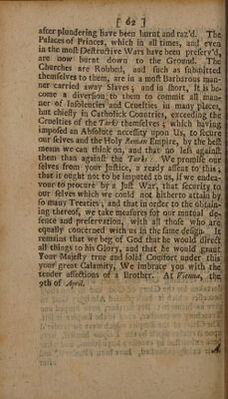 [ 62 ]
after plundering have been burnt and raz'd. The
Palaces of Princes, which in all times, and even
in the most Destructive Wars have been preserv'd,
are now burnt down to the Ground. The
Churches are Robbed, and such as submitted
themselves to them, are in a most Barbarous man-
ner carried away Slaves; and in short, It is be-
come a diversion to them to commit all man-
ner of Insolencies and Cruelties in many places,
but chiefly in Catholick Countries, exceeding the
Cruelties of the Turks themselves; which having
imposed an Absolute necessity upon Us, to secure
our selves and the Holy Roman Empire, by the best
means we can think on, and that no less against
them than against the Turks. We promise our
selves from your Justice, a ready assent to this;
that it ought not to be imputed to us, if we endea-
vour to procure by a Just War, that security to
our selves which we could not hitherto attain by
so many Treaties; and that in order to the obtain-
ing thereof, we take measures for our mutual de-
fence and preservation, with all those who are
equally concerned with us in the same design. It
remains that we beg of God that he would direct
all things to his Glory, and that he would grant
Your Majesty true and solid Comfort under this
your great Calamity, We imbrace you with the
tender affections of a Brother. At Vienna, the
9th of April.